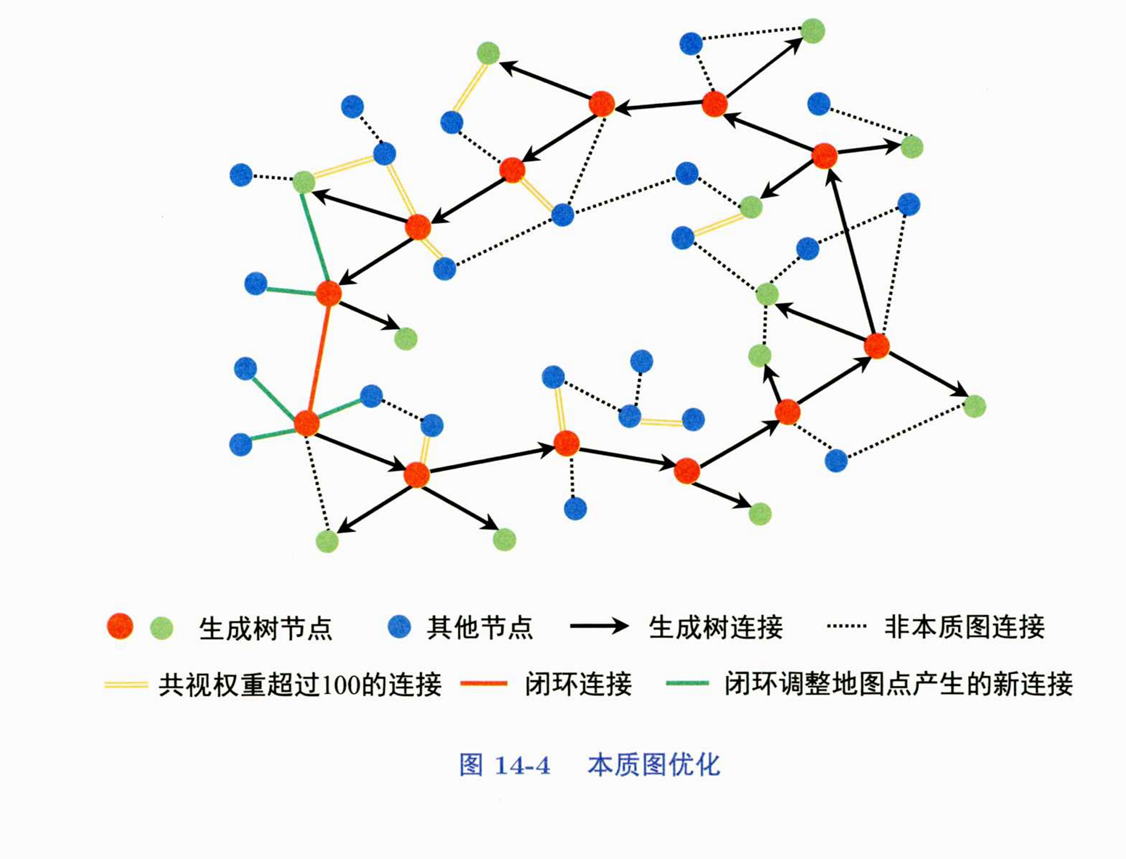 生成树节点 其他节点 生成树连接 非本质图连接
共视权重超过100的连接 闭环连接 闭环调整地图点产生的新连接
图 14-4 本质图优化